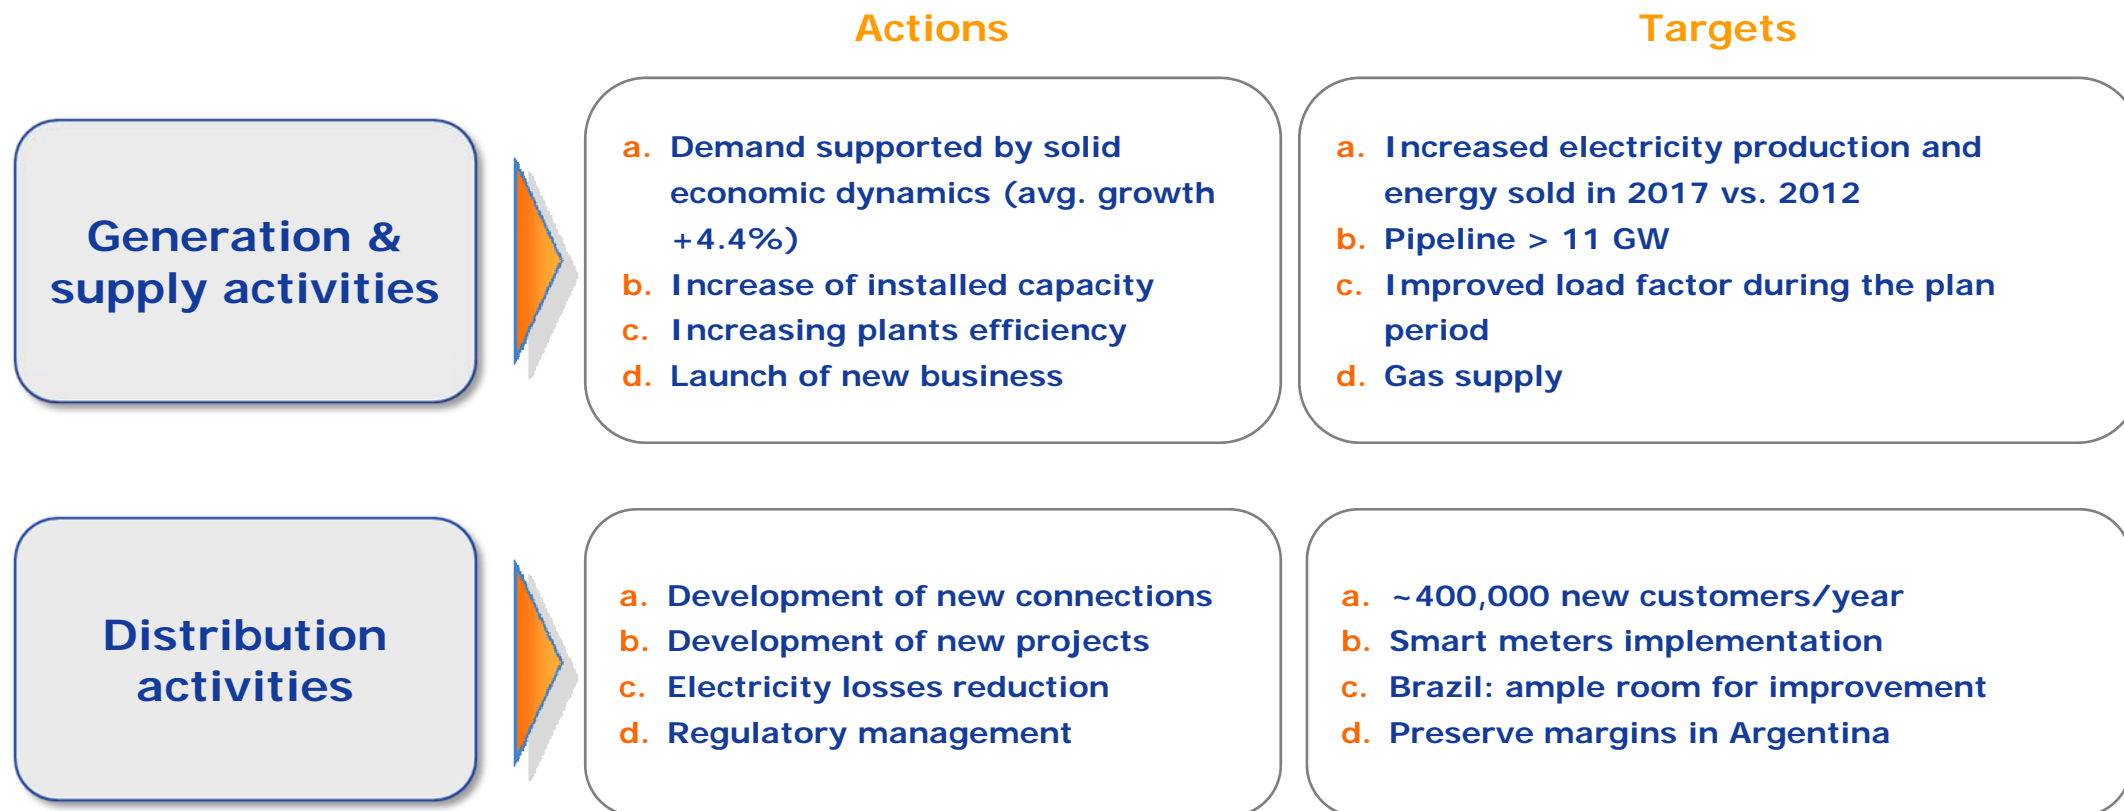 Actions
Targets
Generation &
supply activities
a. Demand supported by solid
economic dynamics (avg. growth
+4.4%)
b. Increase of installed capacity
c. Increasing plants efficiency
d. Launch of new business
a. Increased electricity production and
energy sold in 2017 vs. 2012
b. Pipeline > 11 GW
c. Improved load factor during the plan
period
d. Gas supply
Distribution
activities
a. Development of new connections
b. Development of new projects
c. Electricity losses reduction
d. Regulatory management
a. ~400,000 new customers/year
b. Smart meters implementation
c. Brazil: ample room for improvement
d. Preserve margins in Argentina